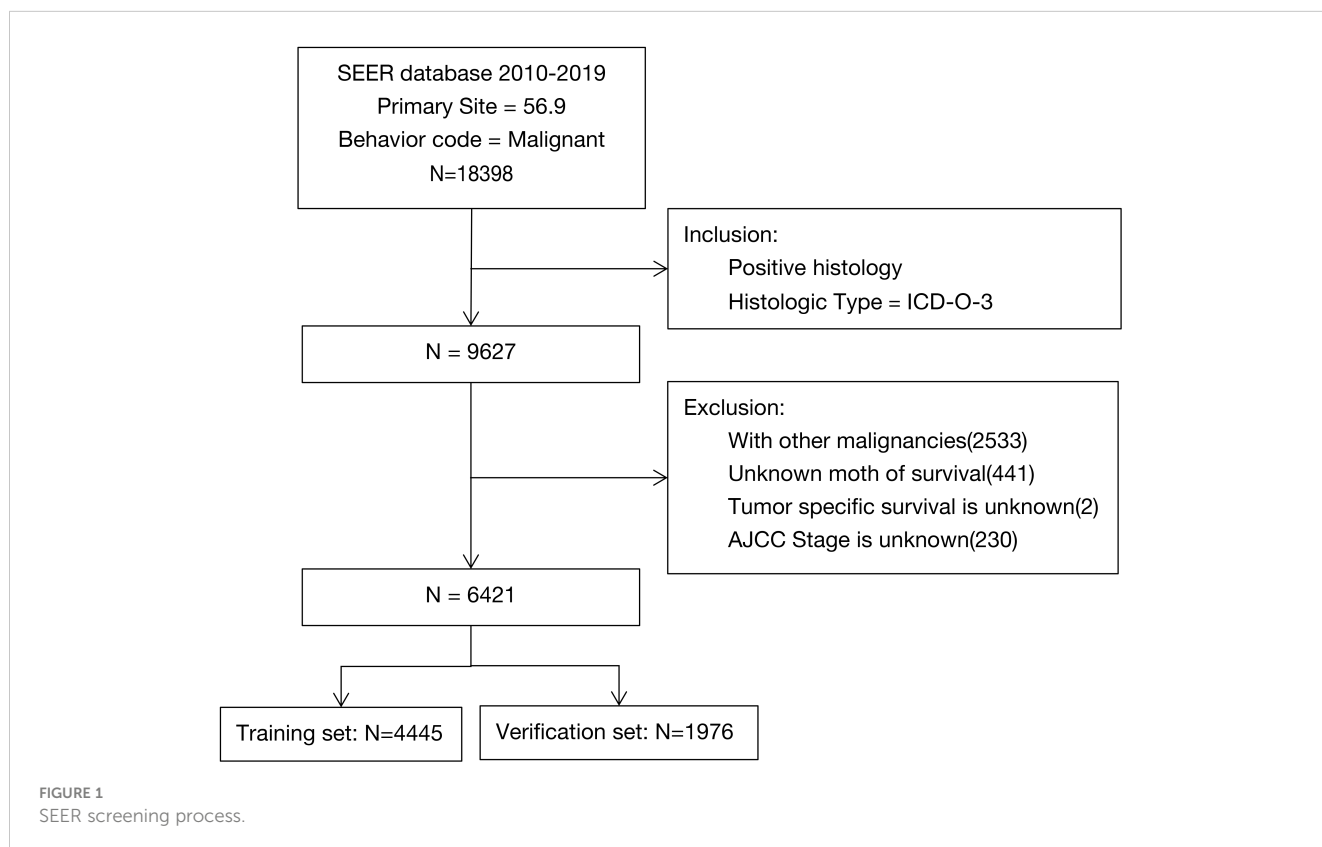 SEER database 2010-2019
Primary Site = 56.9
Behavior code = Malignant
N=18398
Inclusion:
Positive histology
Histologic Type = ICD-O-3
N = 9627
Exclusion:
With other malignancies(2533)
Unknown moth of survival(441)
Tumor specific survival is unknown(2)
AJCC Stage is unknown(230)
N = 6421
Training set: N=4445
Verification set: N=1976
FIGURE 1
SEER screening process.